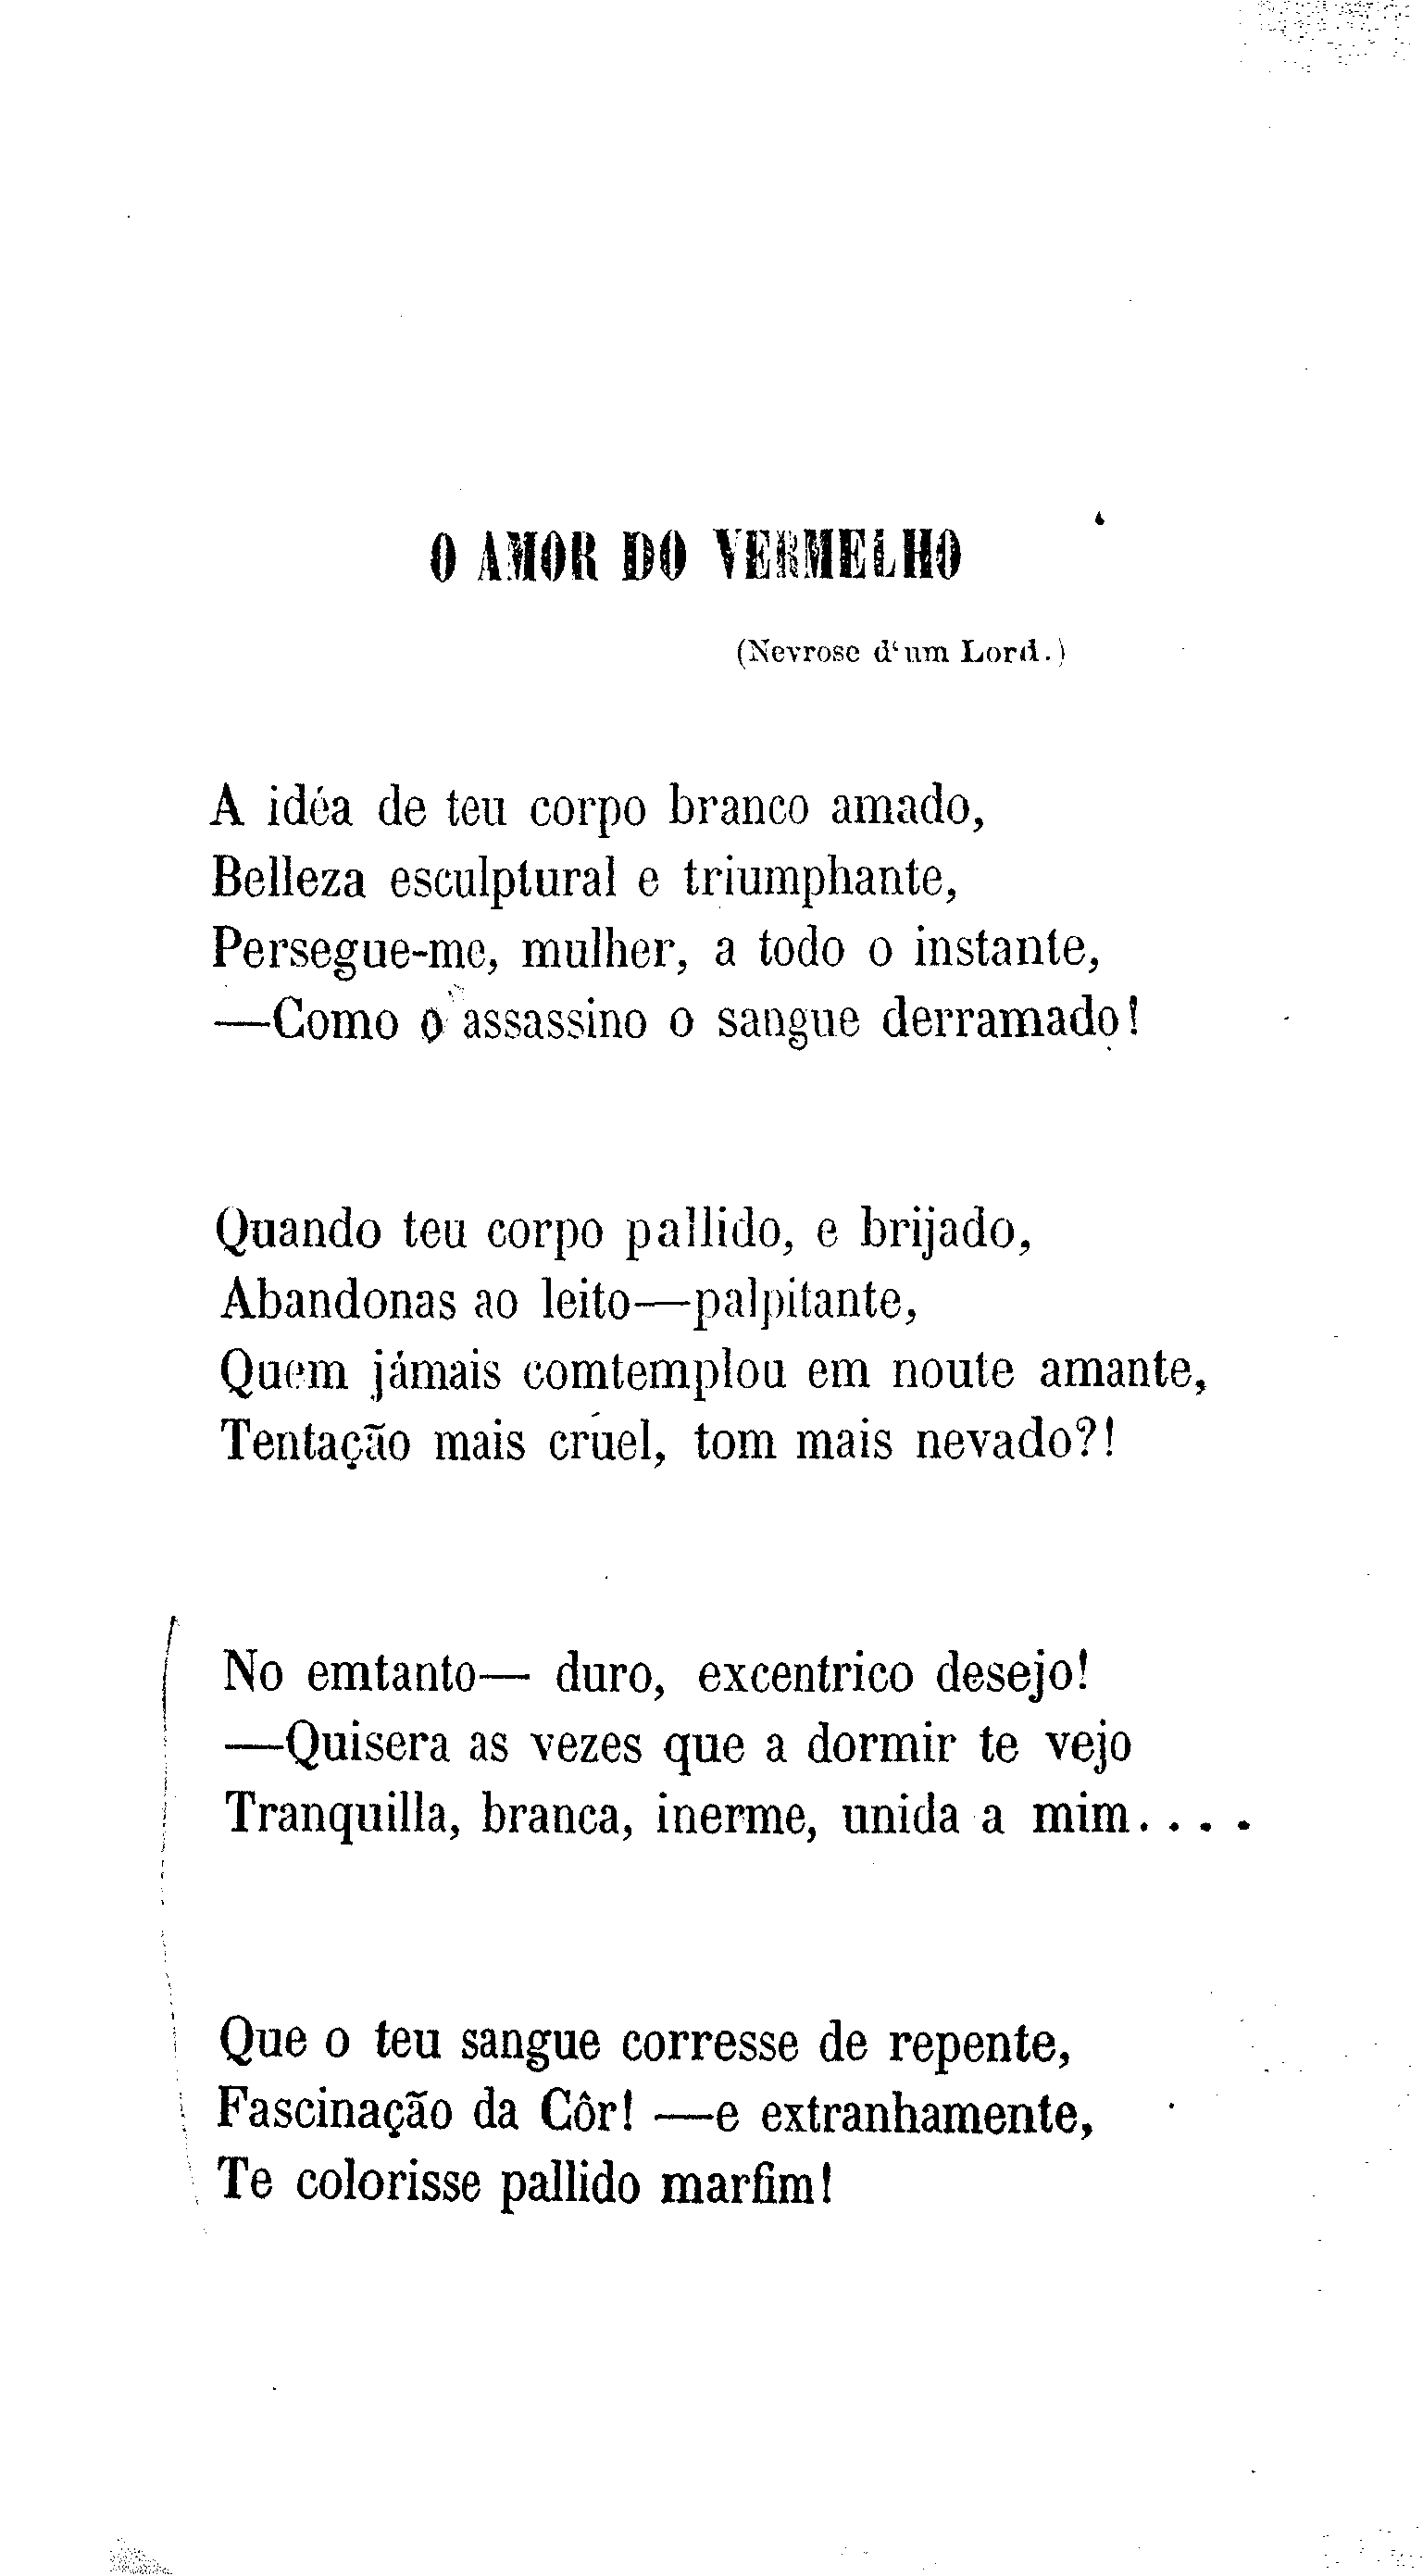 O AMOR DO VERMELHO
(Nevrose d'um Lord.)
A idéa de teu corpo branco amado,
Belleza esculptural e triumphante,
Persegue-me, mulher, a todo o instante,
—Como o assassino o sangue derramado!
Quando teu corpo pallido, e brijado,
Abandonas ao leito—palpitante,
Quem jámais comtemplou em noute amante,
Tentação mais cruel, tom mais nevado?!
No emtanto— duro, excentrico desejo!
—Quisera as vezes que a dormir te vejo
Tranquilla, branca, inerme, unida a mim....
Que o teu sangue corresse de repente,
Fascinação da Côr! —e extranhamente,
Te colorisse pallido marfim!